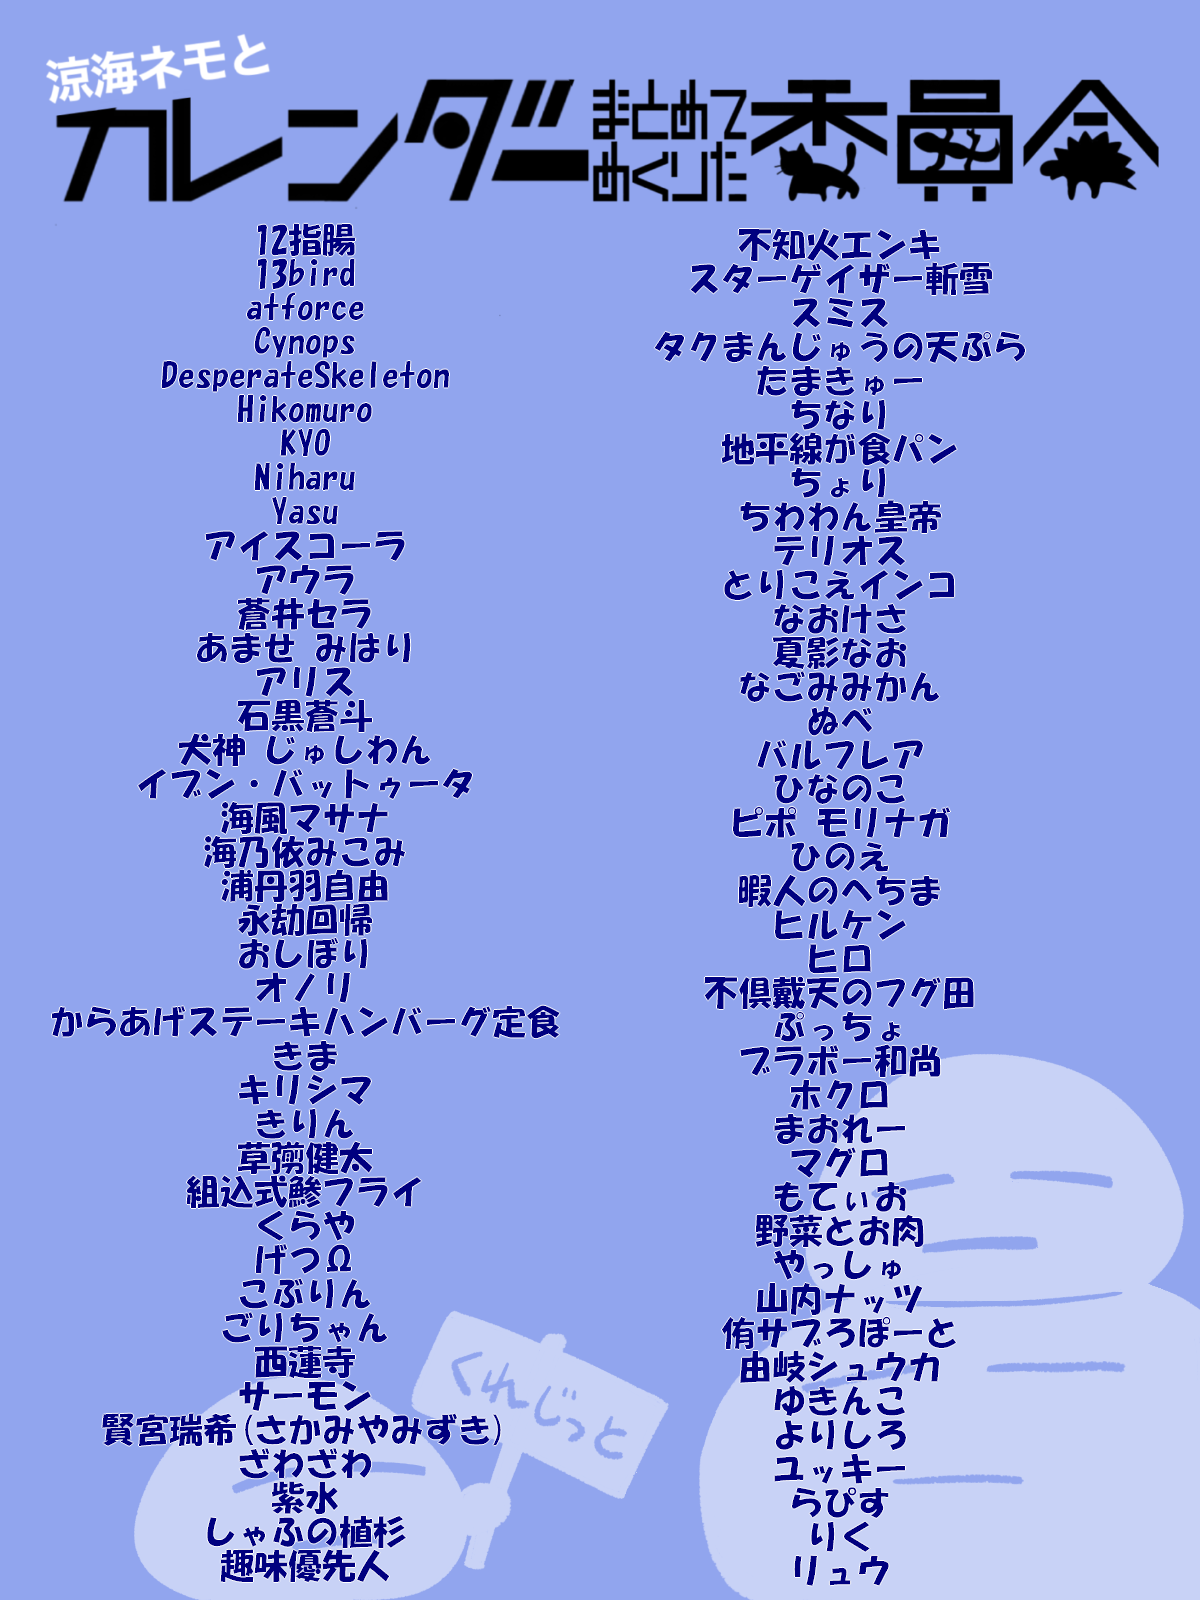 涼海ネモと
カレンダーまとめてめくりした委員会
12指腸
13bird
atforce
Cynops
DesperateSkeleton
Hikomuro
KYO
Niharu
Yasu
アイスコーラ
アウラ
蒼井セラ
あませ みはり
アリス
石黒蒼斗
犬神 じゅしわん
イブン・バットゥータ
海風マサナ
海乃依みこみ
浦丹羽自由
永劫回帰
おしぼり
オノリ
からあげステーキハンバーグ定食
きま
キリシマ
きりん
草彅健太
組込式鯵フライ
くらや
げつΩ
こぶりん
ごりちゃん
西蓮寺
サーモン
賢宮瑞希(さかみやみずき)
ざわざわ
紫水
しゃふの植杉
趣味優先人
不知火エンキ
スターゲイザー斬雪
スミス
タクまんじゅうの天ぷら
たまきゅー
ちなり
地平線が食パン
ちょり
ちわわん皇帝
テリオス
とりこえインコ
なおけさ
夏影なお
なごみみかん
ぬべ
バルフレア
ひなのこ
ピポ モリナガ
ひのえ
暇人のへちま
ヒルケン
ヒロ
不倶戴天のフグ田
ぷっちょ
ブラボー和尚
ホクロ
まおれー
マグロ
もてぃお
野菜とお肉
やっしゅ
山内ナッツ
侑サブろぽーと
由岐シュウカ
ゆきんこ
よりしろ
ユッキー
らぴす
りく
リュウ
くれじっと